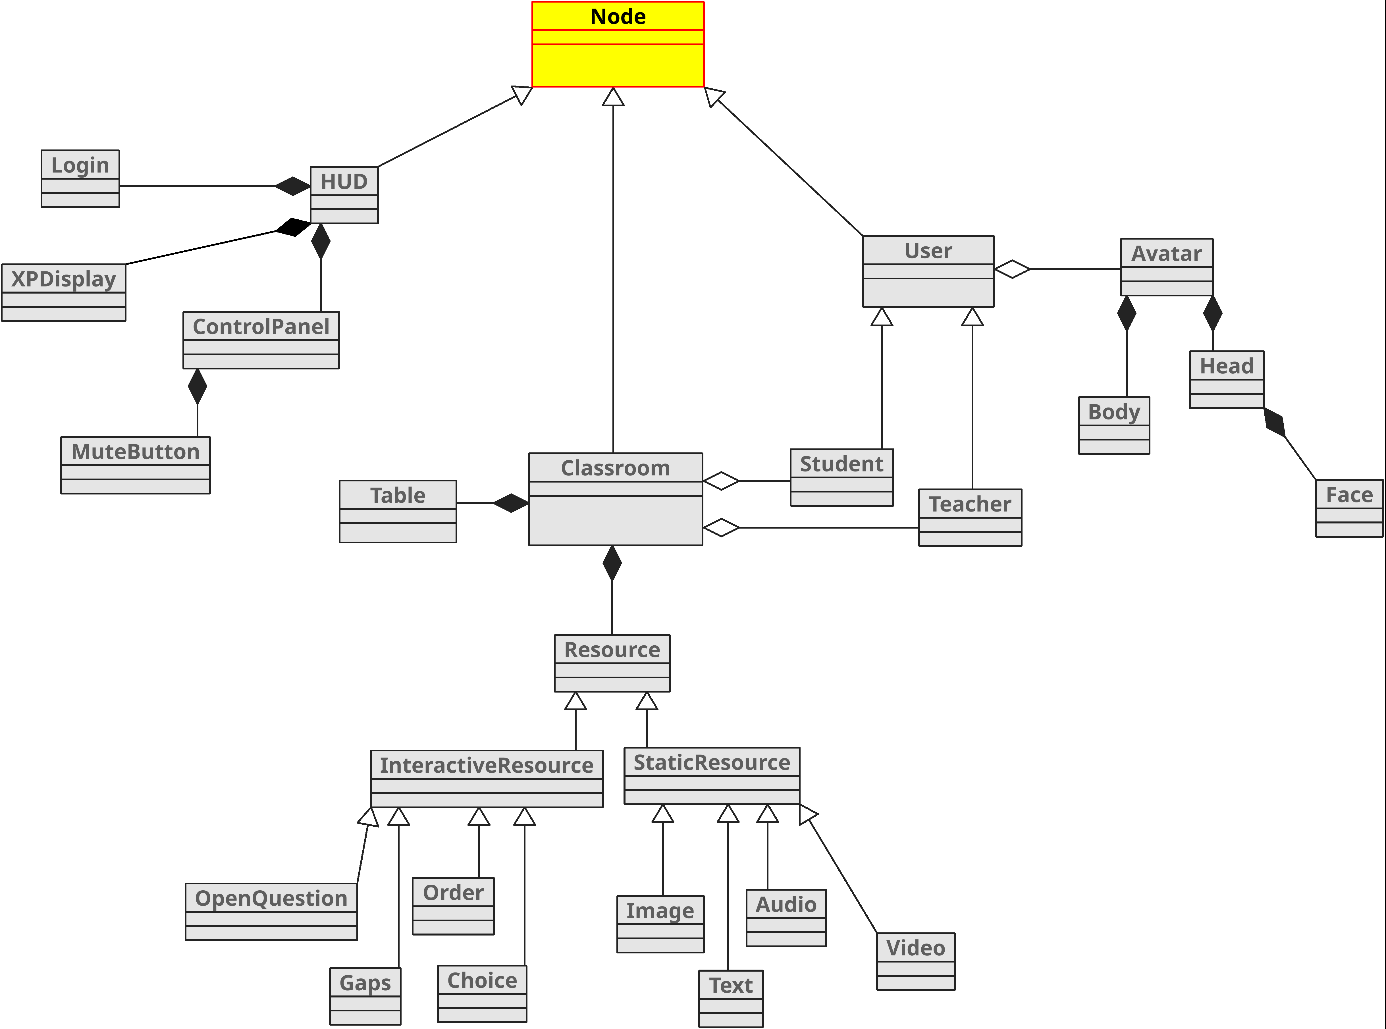 Node
Login
HUD
XPDisplay
ControlPanel
MuteButton
User
Avatar
Head
Body
Face
Classroom
Student
Table
Teacher
Resource
InteractiveResource
StaticResource
OpenQuestion
Order
Image
Audio
Video
Gaps
Choice
Text